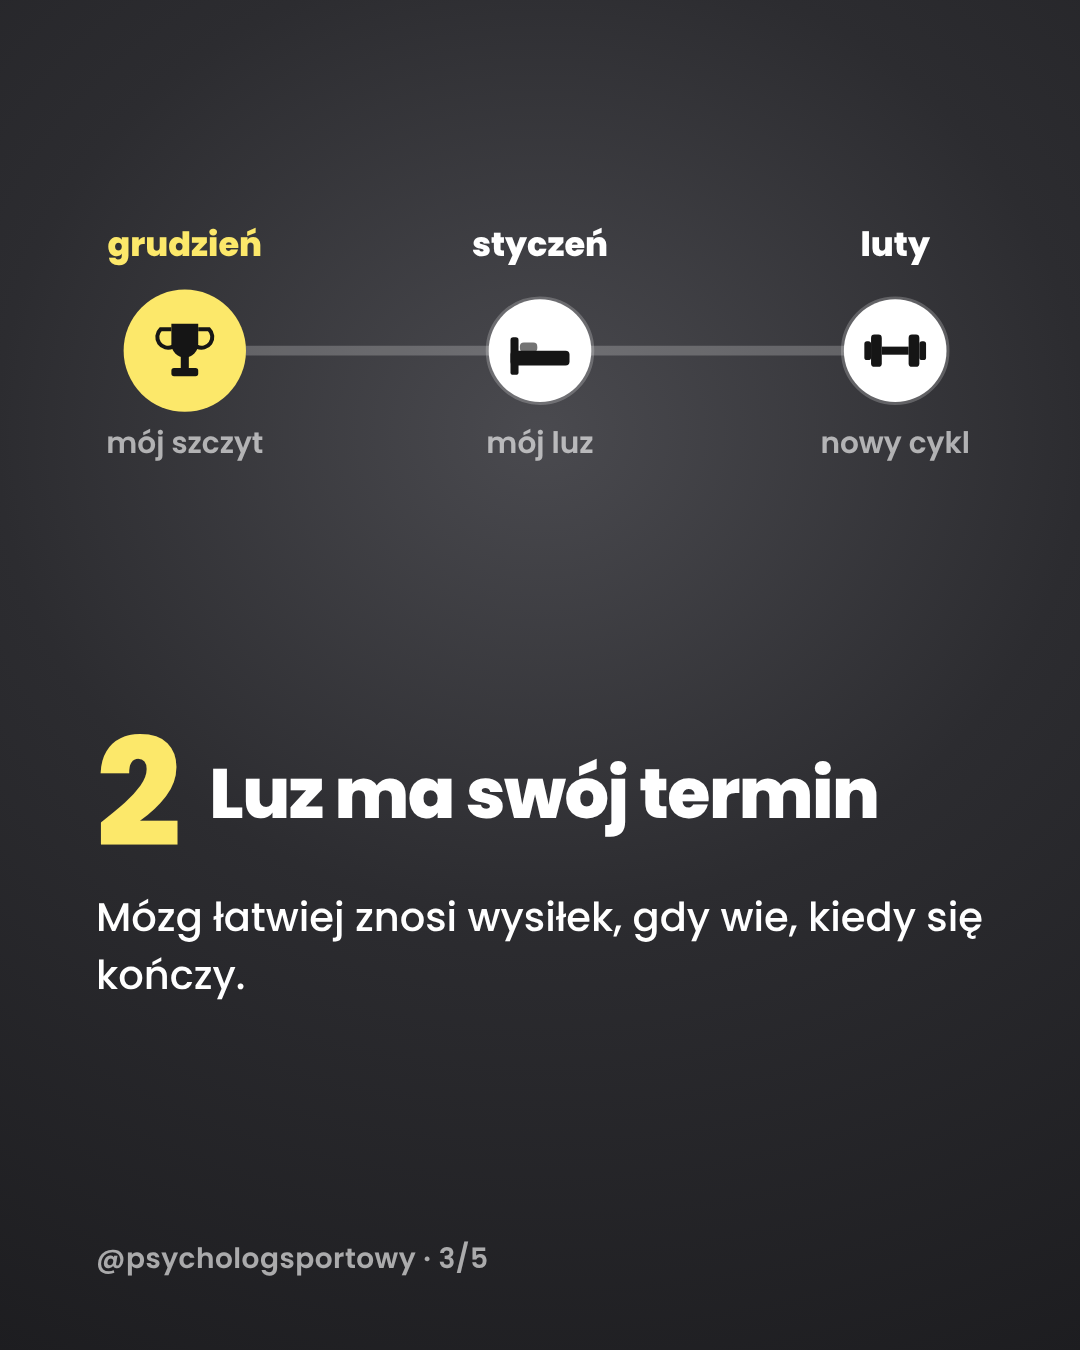 grudzień styczeń luty
mój szczyt mój luz nowy cykl
2 Luz ma swój termin
Mózg łatwiej znosi wysiłek, gdy wie, kiedy się
kończy.
@psychologsportowy · 3/5